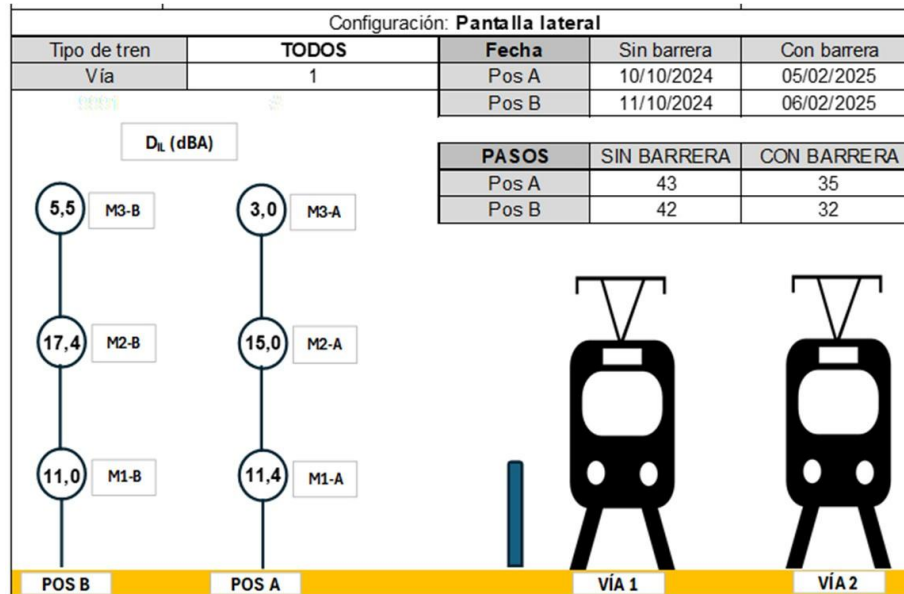 Configuración: Pantalla lateral
Tipo de tren TODOS Fecha Sin barrera Con barrera
Vía 1 Pos A 10/10/2024 05/02/2025
Pos B 11/10/2024 06/02/2025
D_IL (dBA)
PASOS SIN BARRERA CON BARRERA
Pos A 43 35
Pos B 42 32
5,5 M3-B 3,0 M3-A
17,4 M2-B 15,0 M2-A
11,0 M1-B 11,4 M1-A
POS B POS A VÍA 1 VÍA 2